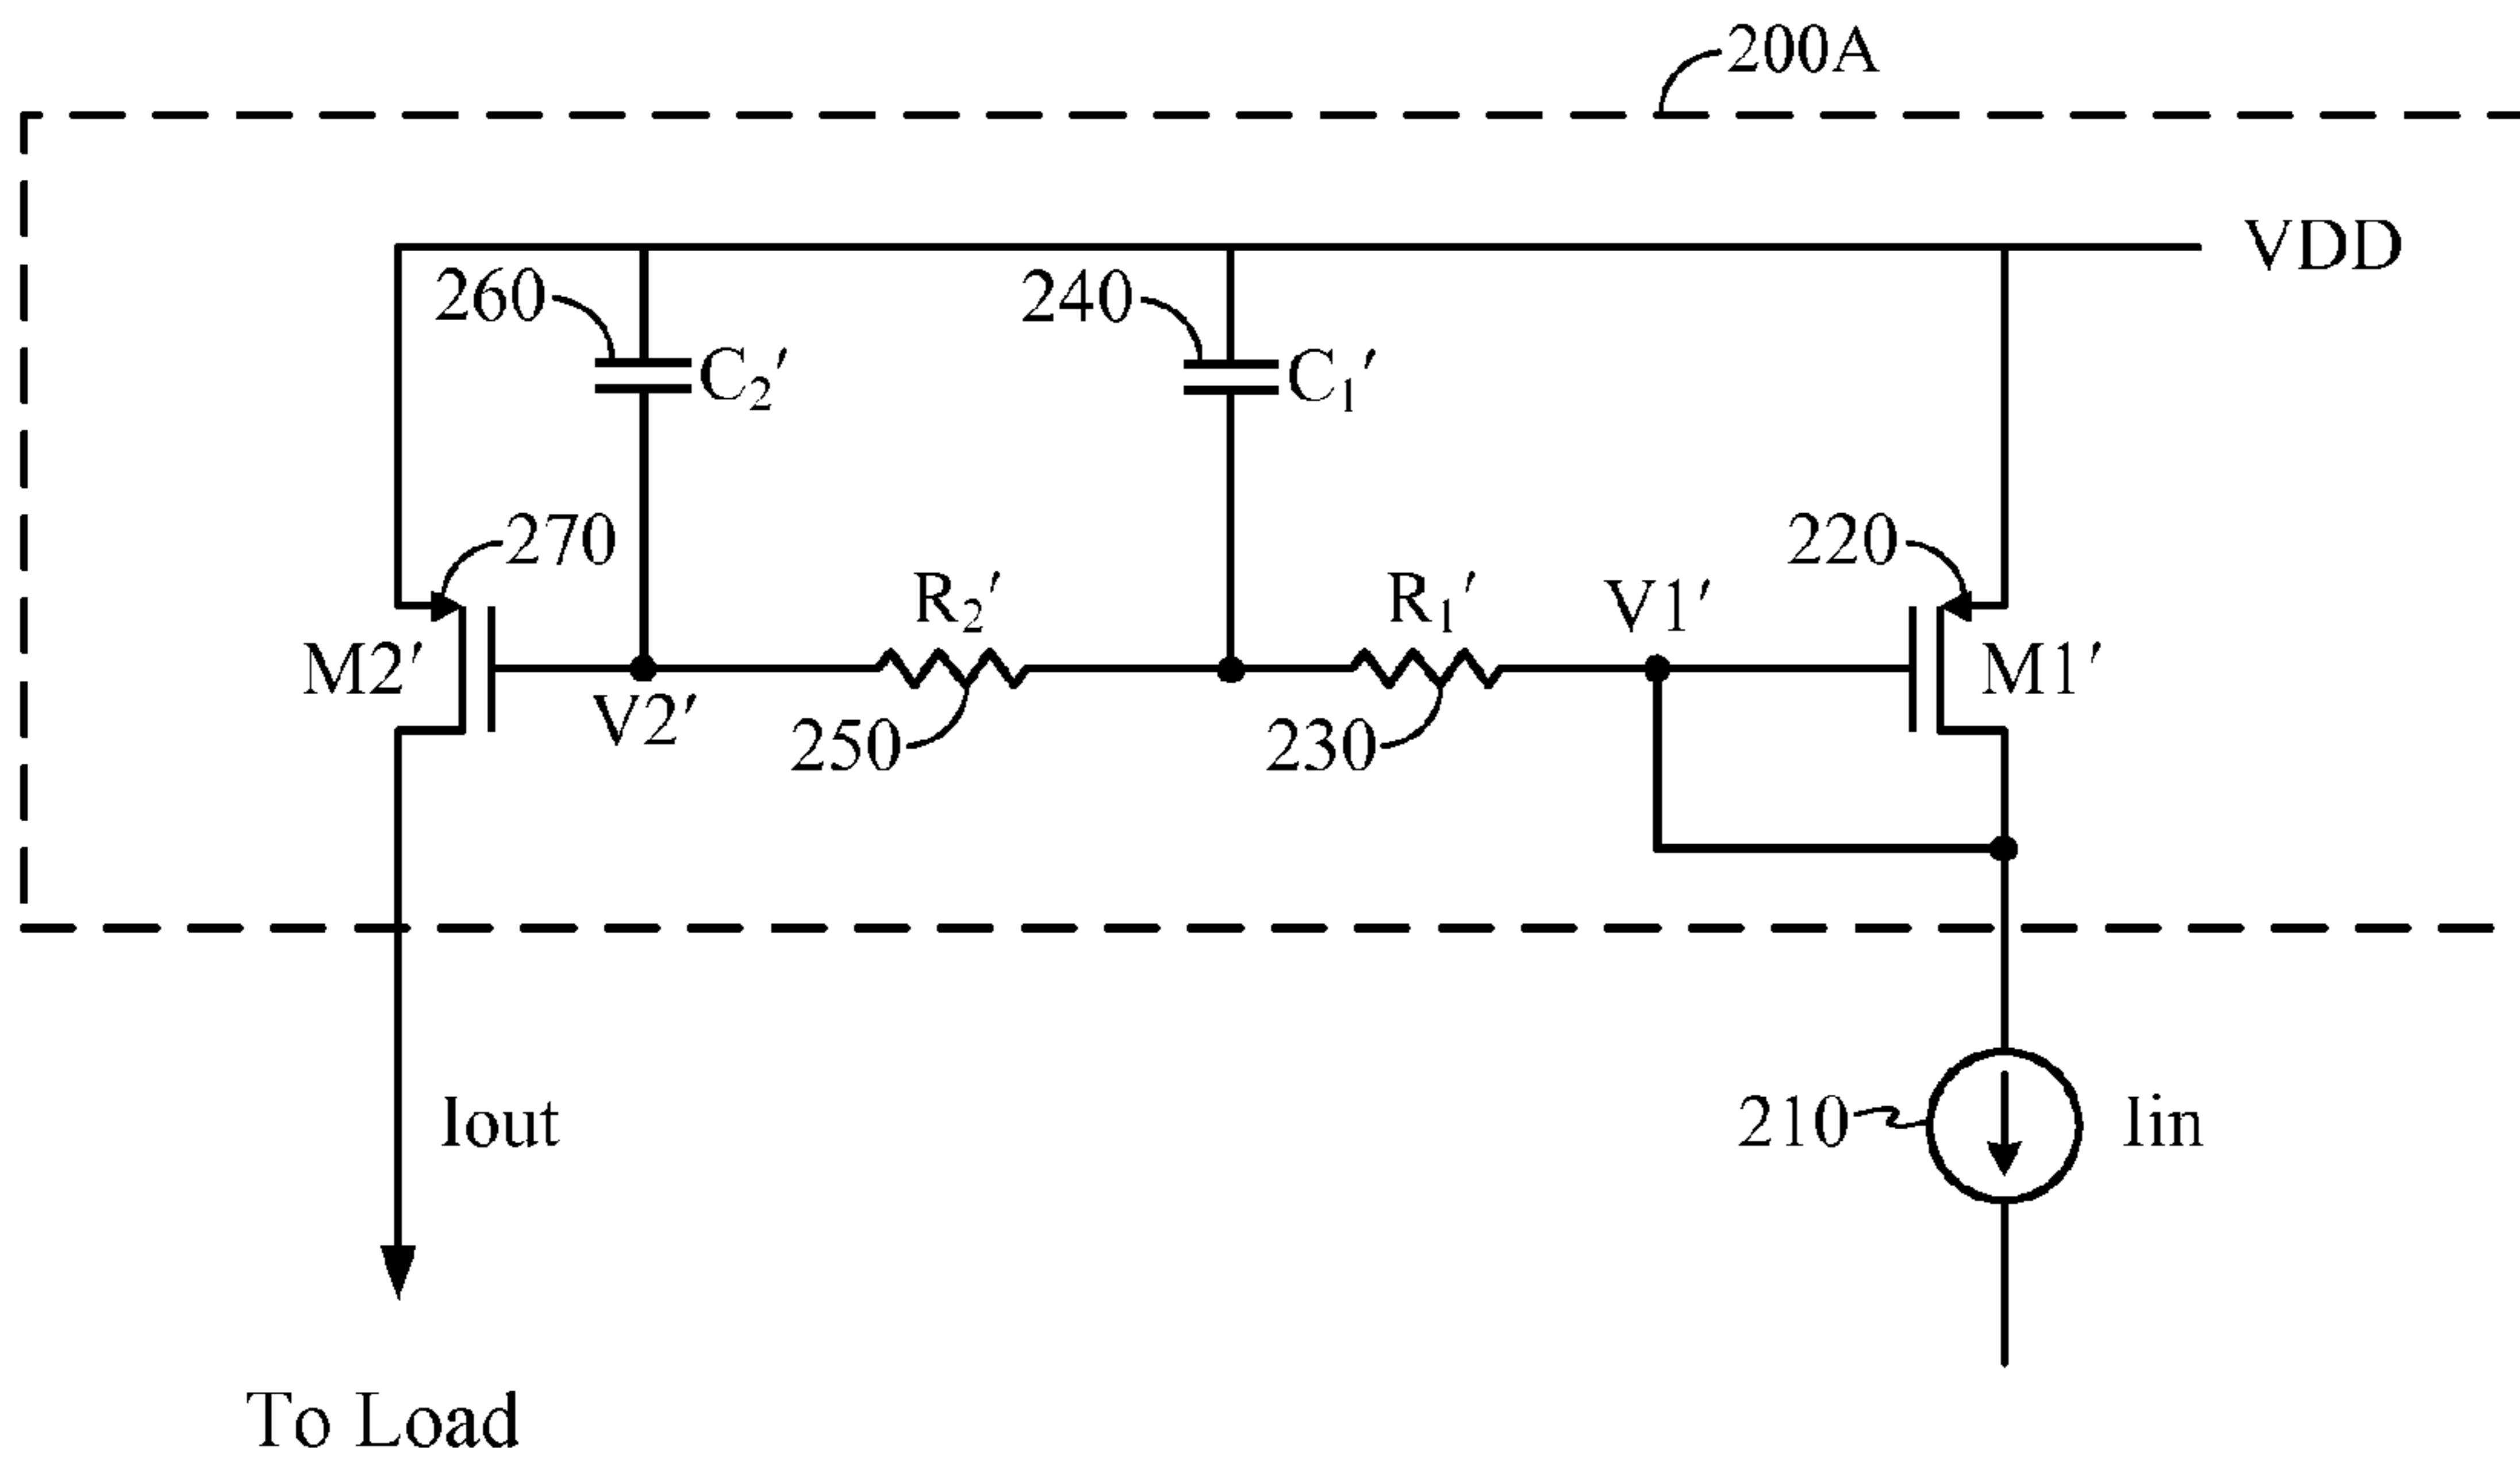 200A
VDD
260
C₂′
240
C₁′
270
220
R₂′
R₁′
V1′
M2′
M1′
V2′
250
230
Iout
210
Iin
To Load